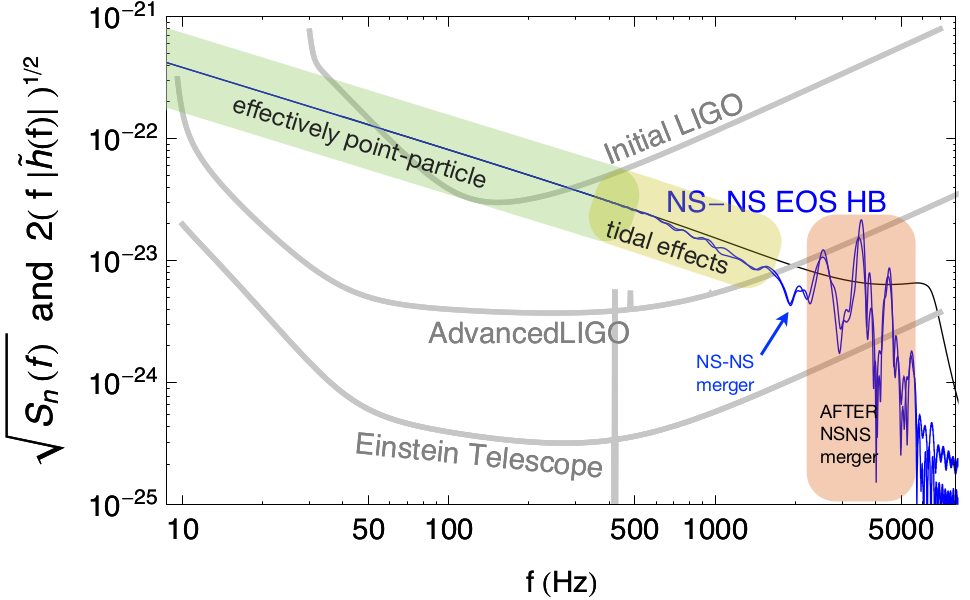 10⁻²¹
10⁻²²
10⁻²³
10⁻²⁴
10⁻²⁵
√Sₙ(f) and 2( f |h̃(f)| )^1/2
effectively point-particle
Initial LIGO
NS−NS EOS HB
tidal effects
AdvancedLIGO
NS-NS
merger
AFTER
NSNS
merger
Einstein Telescope
10 50 100 500 1000 5000
f (Hz)